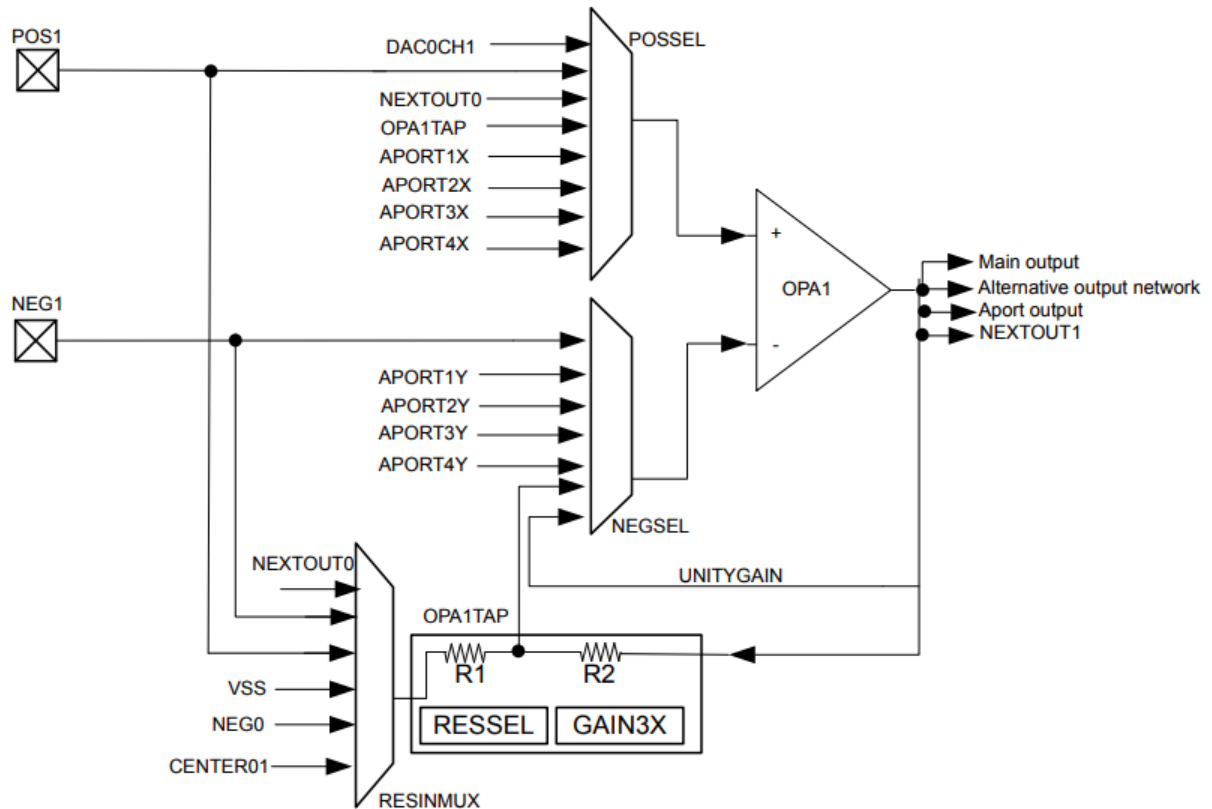 POS1
DAC0CH1
POSSEL
NEXTOUT0
OPA1TAP
APORT1X
APORT2X
APORT3X
APORT4X
+
OPA1
-
Main output
Alternative output network
Aport output
NEXTOUT1
NEG1
APORT1Y
APORT2Y
APORT3Y
APORT4Y
NEGSEL
UNITYGAIN
NEXTOUT0
OPA1TAP
R1
R2
VSS
RESSEL
GAIN3X
NEG0
CENTER01
RESINMUX